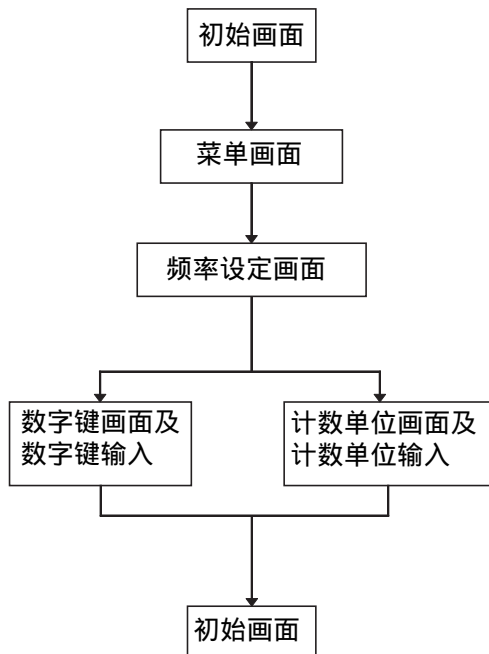 初始画面
菜单画面
频率设定画面
数字键画面及
数字键输入
计数单位画面及
计数单位输入
初始画面